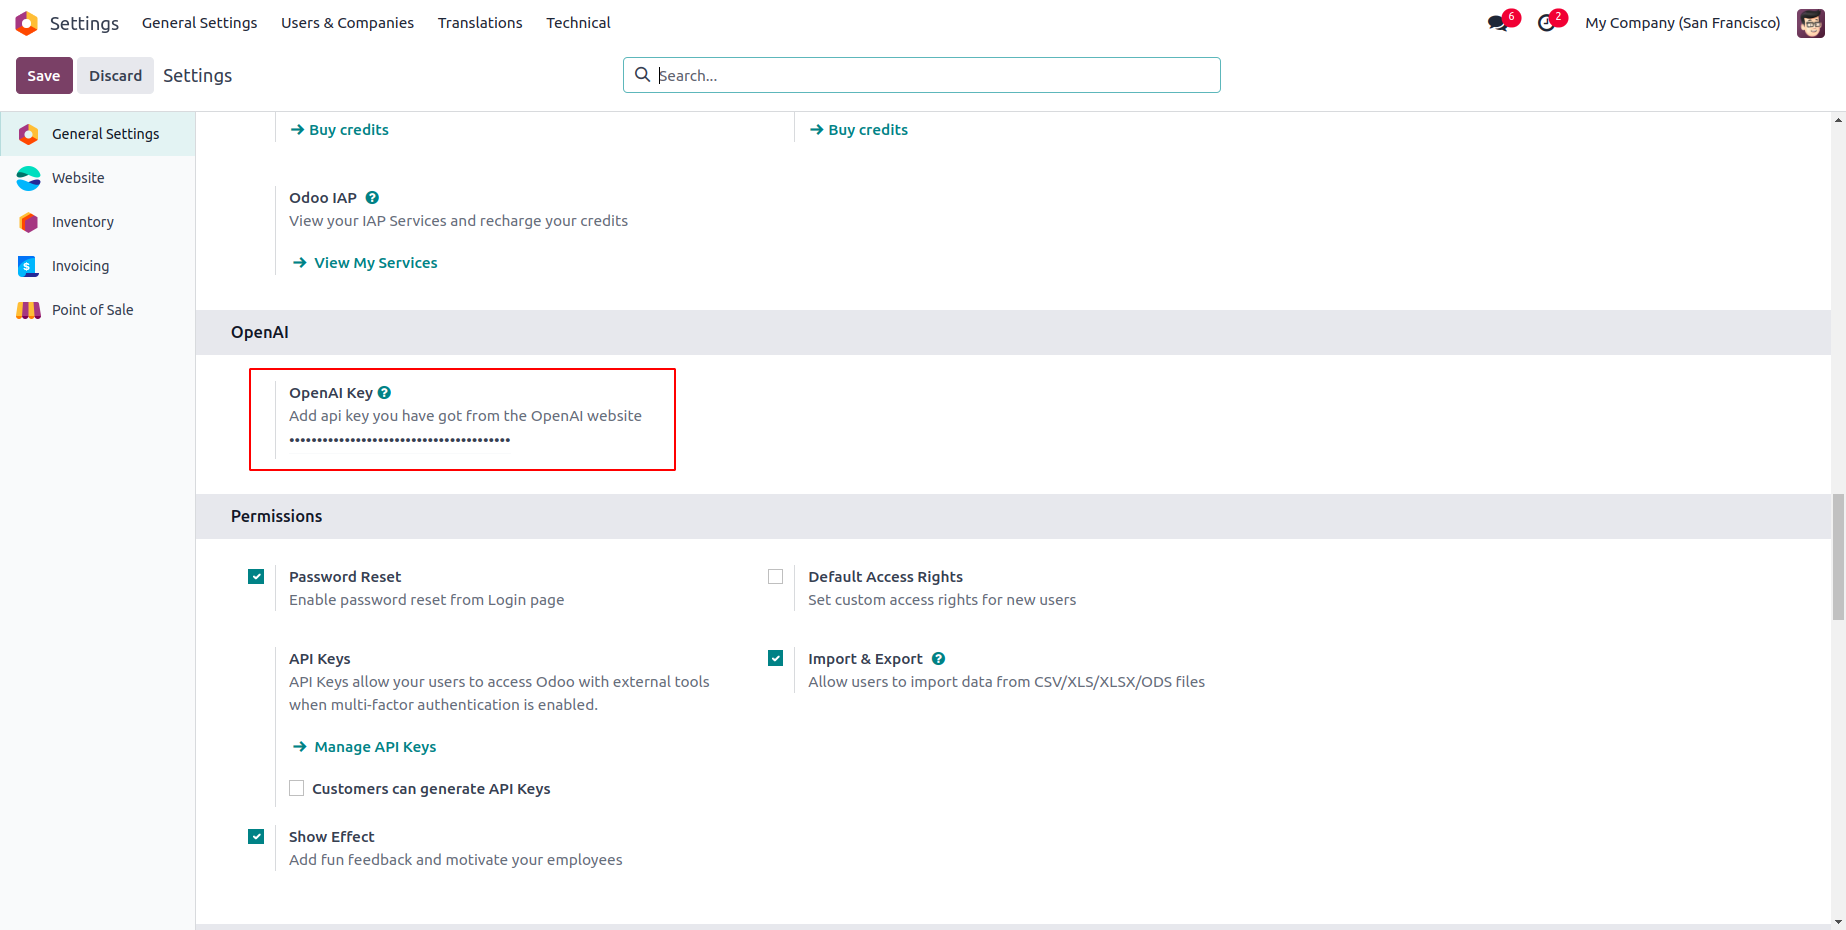 Settings General Settings Users & Companies Translations Technical 6 2 My Company (San Francisco)
Save Discard Settings Search...
General Settings
Website
Inventory
Invoicing
Point of Sale
Buy credits Buy credits
Odoo IAP ?
View your IAP Services and recharge your credits
View My Services
OpenAI
OpenAI Key ?
Add api key you have got from the OpenAI website
••••••••••••••••••••••••••••••••••••••••
Permissions
Password Reset Default Access Rights
Enable password reset from Login page Set custom access rights for new users
API Keys Import & Export ?
API Keys allow your users to access Odoo with external tools Allow users to import data from CSV/XLS/XLSX/ODS files
when multi-factor authentication is enabled.
Manage API Keys
Customers can generate API Keys
Show Effect
Add fun feedback and motivate your employees